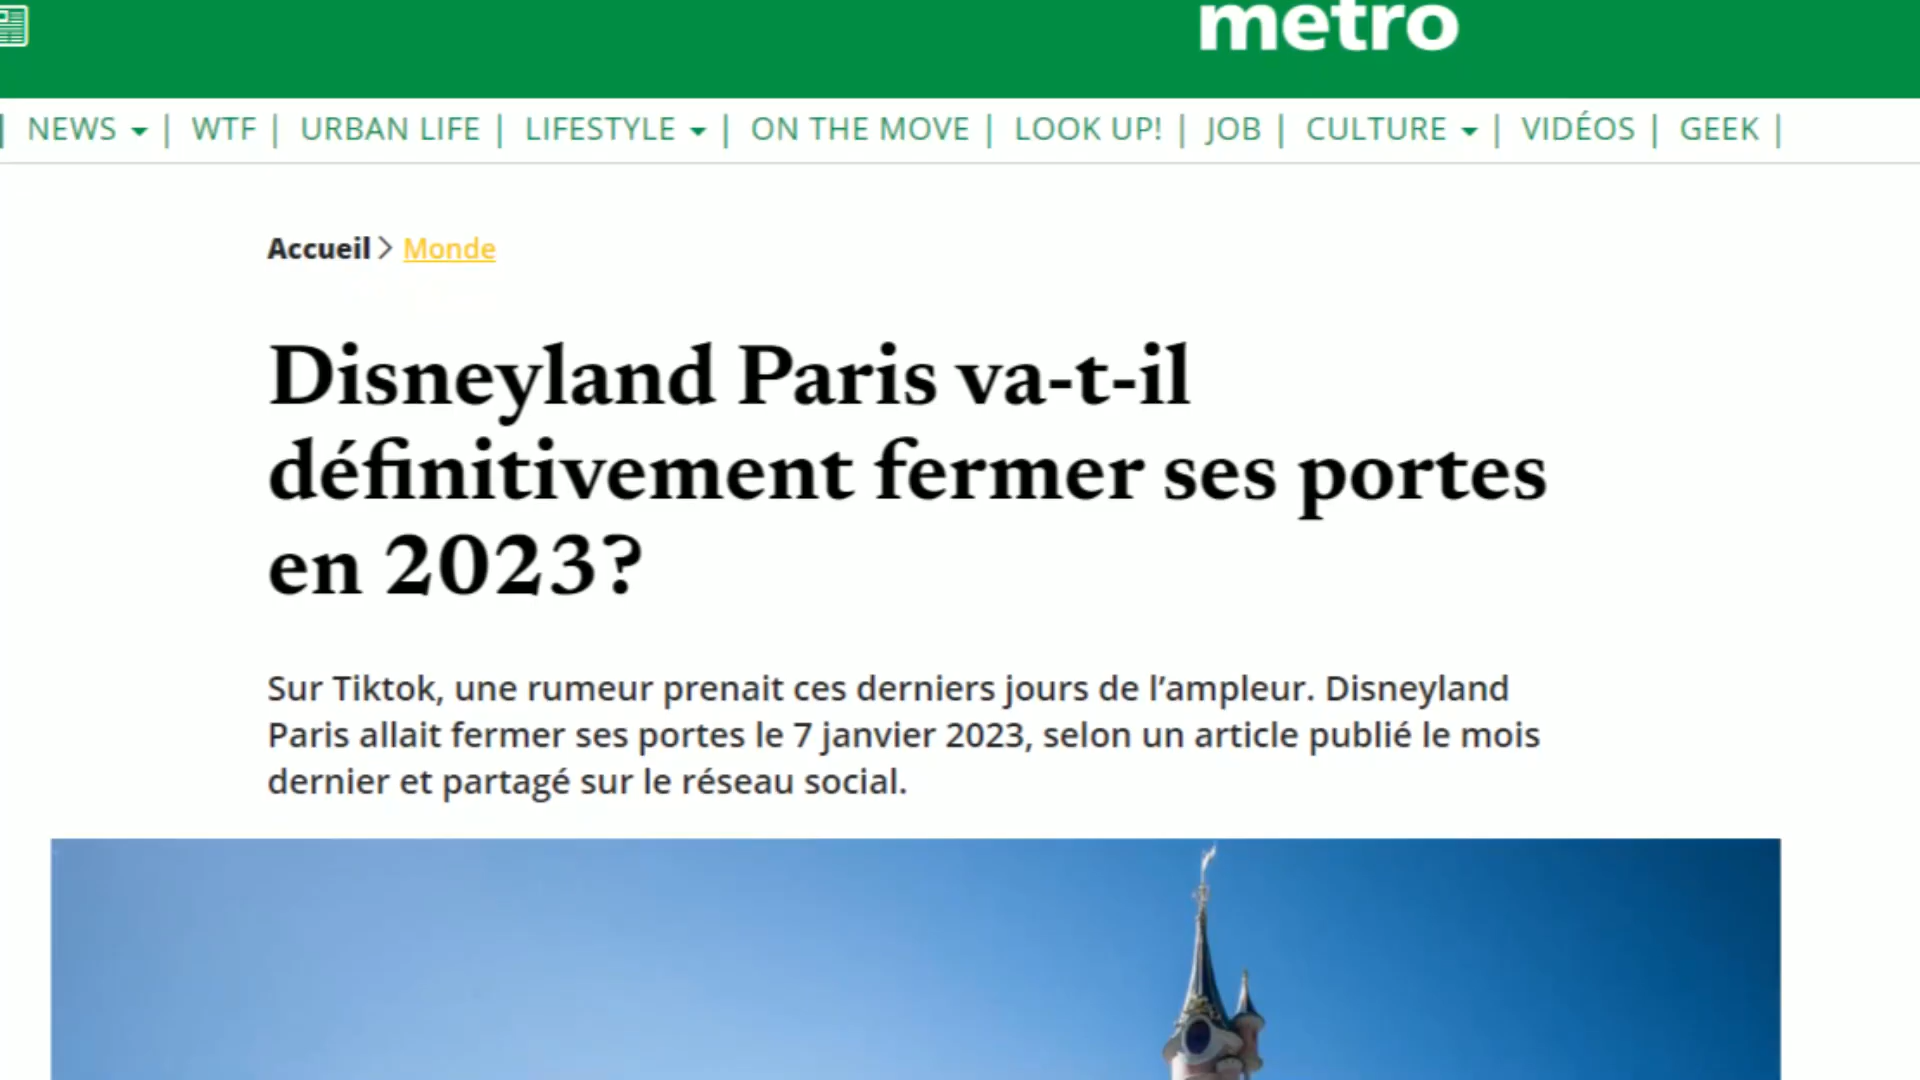 metro
NEWS | WTF | URBAN LIFE | LIFESTYLE | ON THE MOVE | LOOK UP! | JOB | CULTURE | VIDÉOS | GEEK |
Accueil > Monde
Disneyland Paris va-t-il
définitivement fermer ses portes
en 2023?
Sur Tiktok, une rumeur prenait ces derniers jours de l’ampleur. Disneyland
Paris allait fermer ses portes le 7 janvier 2023, selon un article publié le mois
dernier et partagé sur le réseau social.